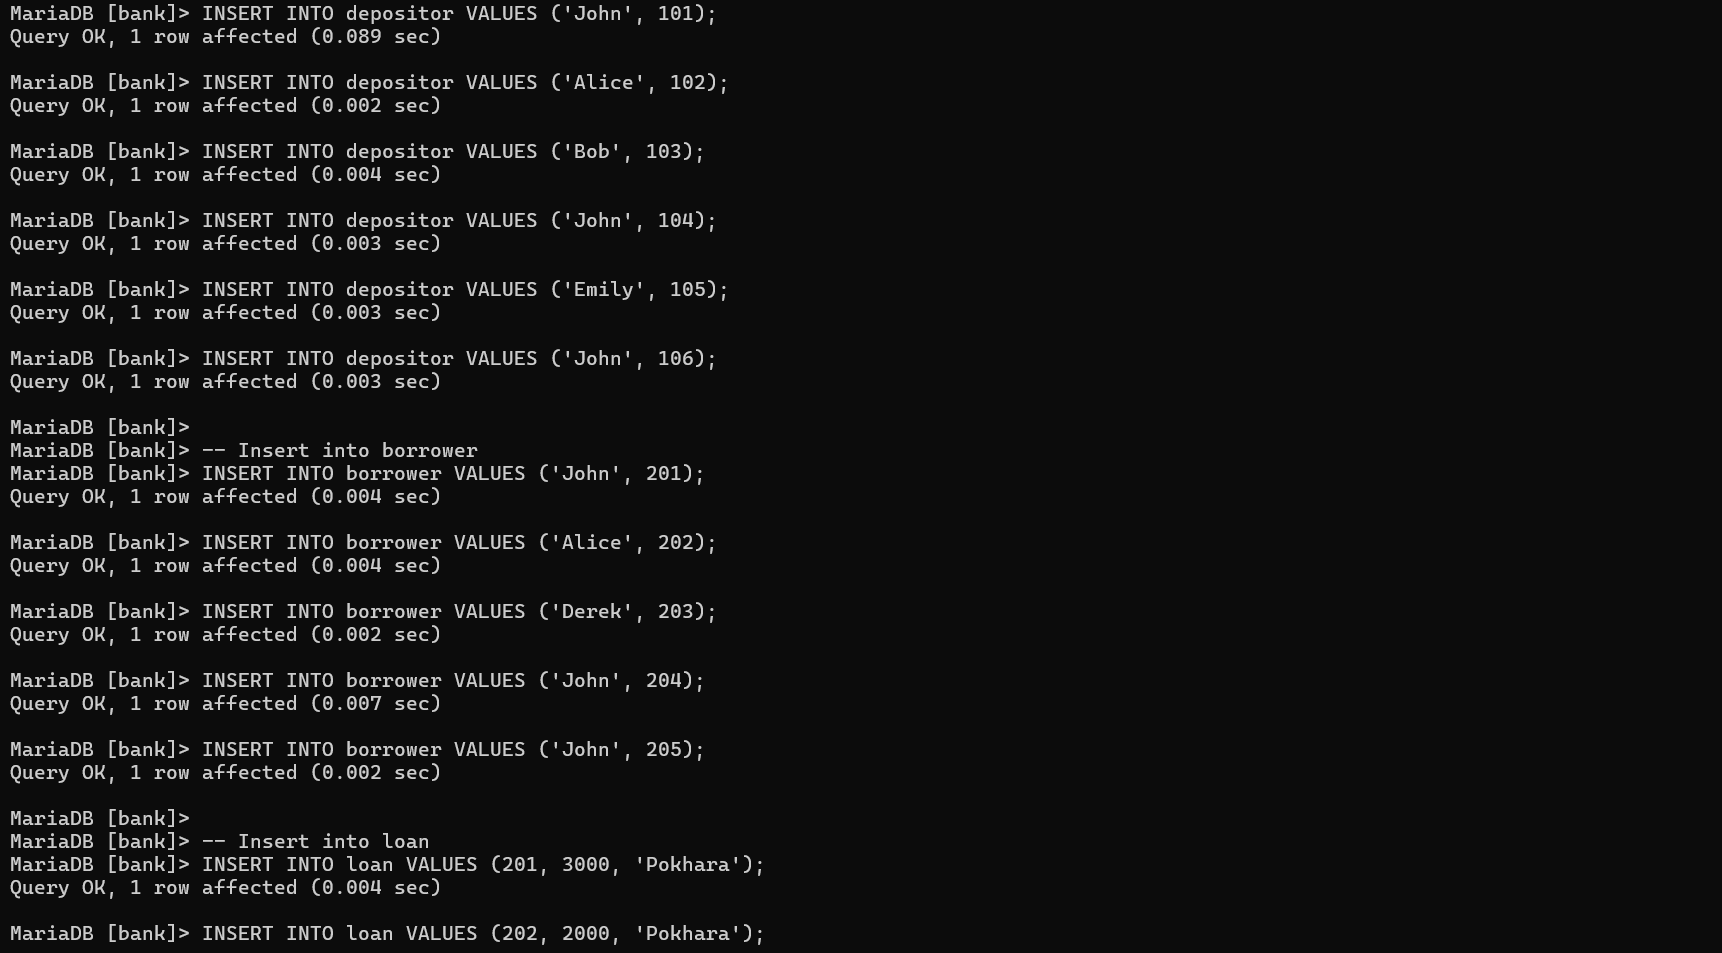 MariaDB [bank]> INSERT INTO depositor VALUES ('John', 101);
Query OK, 1 row affected (0.089 sec)
MariaDB [bank]> INSERT INTO depositor VALUES ('Alice', 102);
Query OK, 1 row affected (0.002 sec)
MariaDB [bank]> INSERT INTO depositor VALUES ('Bob', 103);
Query OK, 1 row affected (0.004 sec)
MariaDB [bank]> INSERT INTO depositor VALUES ('John', 104);
Query OK, 1 row affected (0.003 sec)
MariaDB [bank]> INSERT INTO depositor VALUES ('Emily', 105);
Query OK, 1 row affected (0.003 sec)
MariaDB [bank]> INSERT INTO depositor VALUES ('John', 106);
Query OK, 1 row affected (0.003 sec)
MariaDB [bank]>
MariaDB [bank]> -- Insert into borrower
MariaDB [bank]> INSERT INTO borrower VALUES ('John', 201);
Query OK, 1 row affected (0.004 sec)
MariaDB [bank]> INSERT INTO borrower VALUES ('Alice', 202);
Query OK, 1 row affected (0.004 sec)
MariaDB [bank]> INSERT INTO borrower VALUES ('Derek', 203);
Query OK, 1 row affected (0.002 sec)
MariaDB [bank]> INSERT INTO borrower VALUES ('John', 204);
Query OK, 1 row affected (0.007 sec)
MariaDB [bank]> INSERT INTO borrower VALUES ('John', 205);
Query OK, 1 row affected (0.002 sec)
MariaDB [bank]>
MariaDB [bank]> -- Insert into loan
MariaDB [bank]> INSERT INTO loan VALUES (201, 3000, 'Pokhara');
Query OK, 1 row affected (0.004 sec)
MariaDB [bank]> INSERT INTO loan VALUES (202, 2000, 'Pokhara');